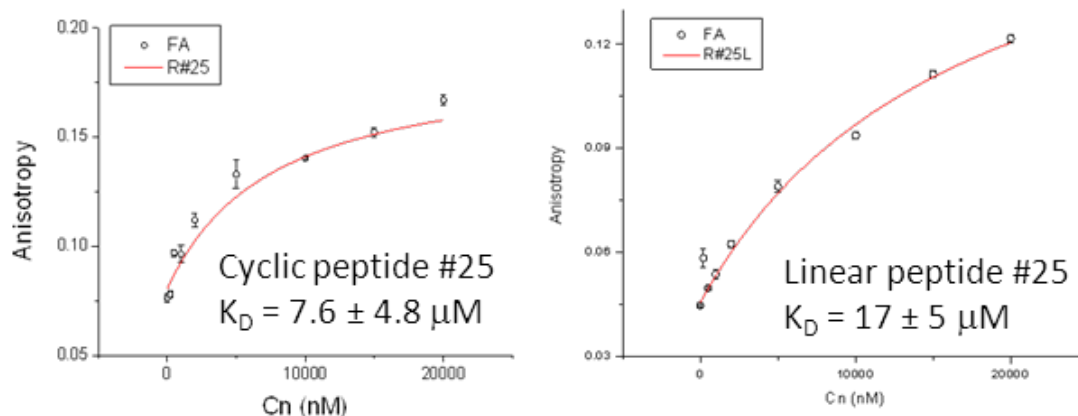 0.20
0.15
0.10
0.05
Anisotropy
FA
R#25
Cyclic peptide #25
KD = 7.6 ± 4.8 μM
0
10000
20000
Cn (nM)
0.12
0.09
0.06
0.03
Anisotropy
FA
R#25L
Linear peptide #25
KD = 17 ± 5 μM
0
10000
20000
Cn (nM)